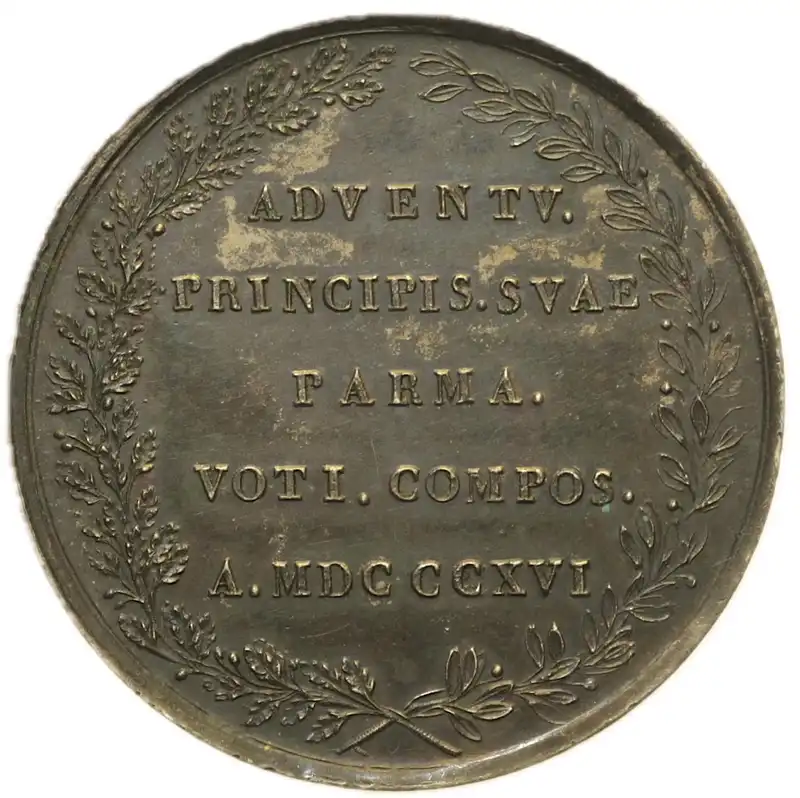 ADVENTV.
PRINCIPIS.SVAE
PARMA.
VOTI.COMPOS.
A.MDCCCXVI